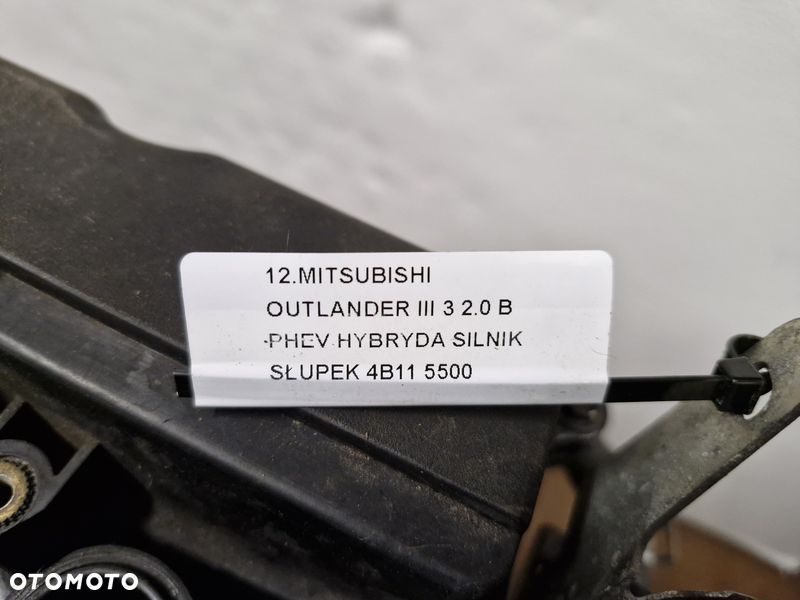 12.MITSUBISHI
OUTLANDER III 3 2.0 B
PHEV HYBRYDA SILNIK
SŁUPEK 4B11 5500
OTOMOTO